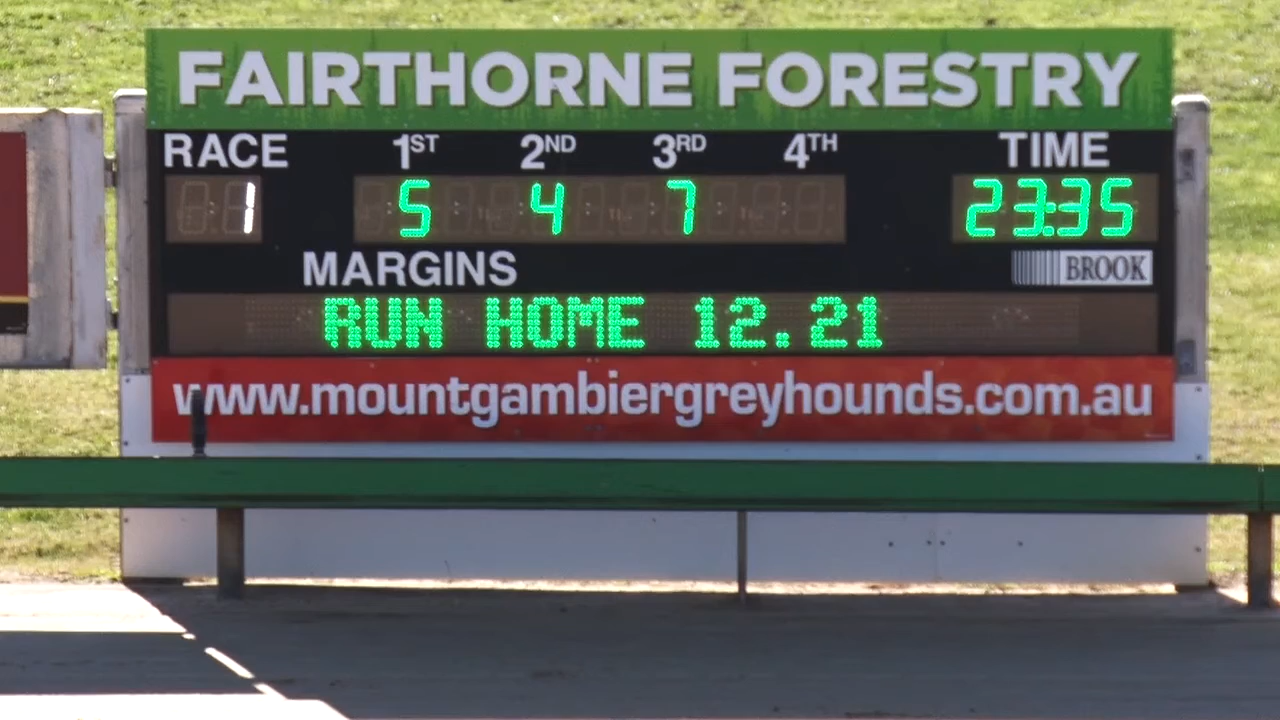 FAIRTHORNE FORESTRY
RACE 1ST 2ND 3RD 4TH TIME
1 5 4 7 23:35
MARGINS BROOK
RUN HOME 12.21
www.mountgambiergreyhounds.com.au